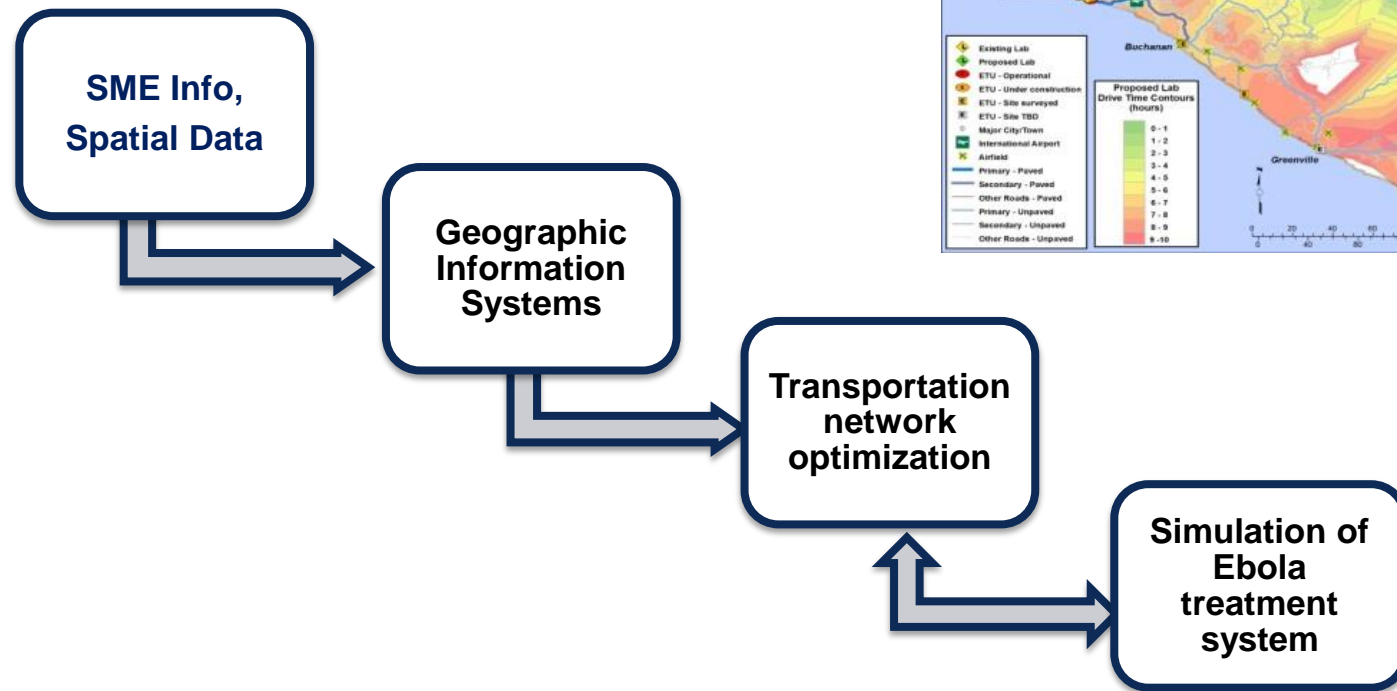 SME Info,
Spatial Data
Geographic
Information
Systems
Transportation
network
optimization
Simulation of
Ebola
treatment
system
Buchanan
Greenville
Existing Lab
Proposed Lab
ETU - Operational
ETU - Under construction
ETU - Site surveyed
ETU - Site TBD
Major City/Town
International Airport
Airfield
Primary - Paved
Secondary - Paved
Other Roads - Paved
Primary - Unpaved
Secondary - Unpaved
Other Roads - Unpaved
Proposed Lab
Drive Time Contours
(hours)
0 - 1
1 - 2
2 - 3
3 - 4
4 - 5
5 - 6
6 - 7
7 - 8
8 - 9
9 -10
0 20 40 60